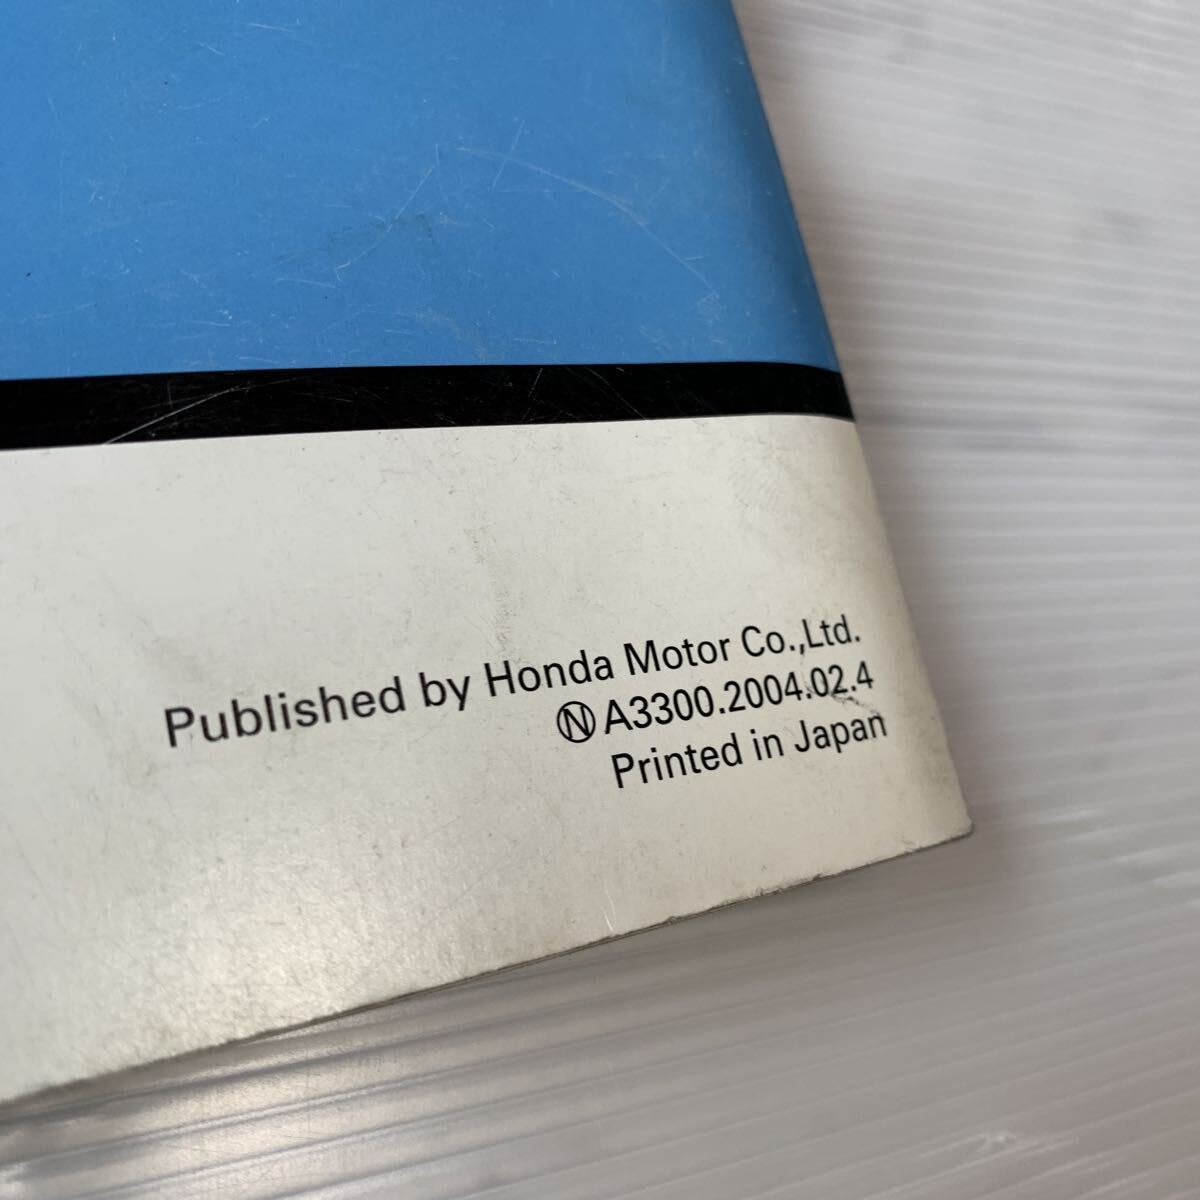 Published by Honda Motor Co.,Ltd.
Ⓝ A3300.2004.02.4
Printed in Japan